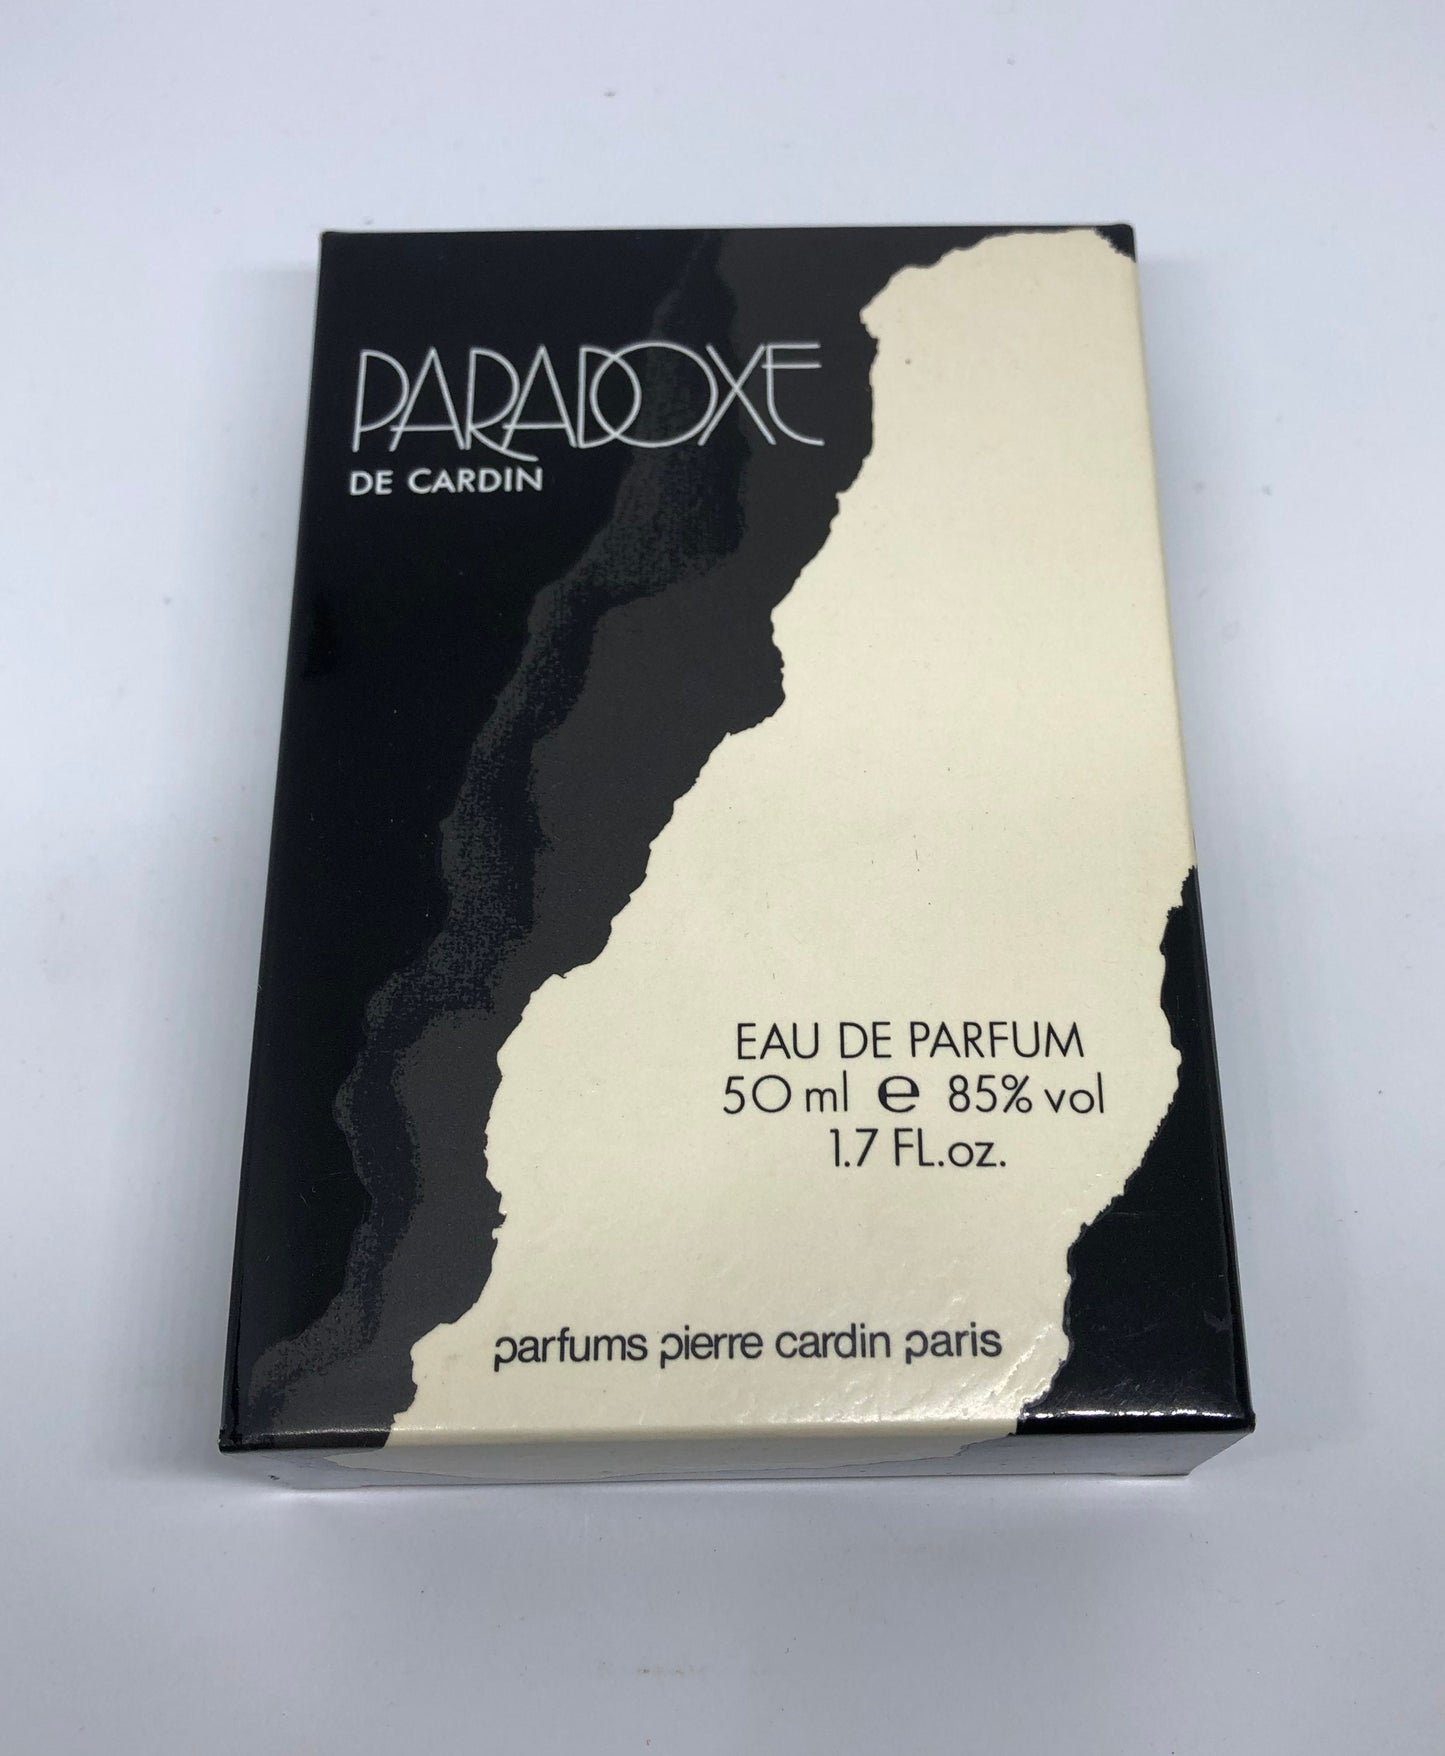 PARADOXE
DE CARDIN
EAU DE PARFUM
50 ml e 85% vol
1.7 FL.oz.
parfums pierre cardin paris